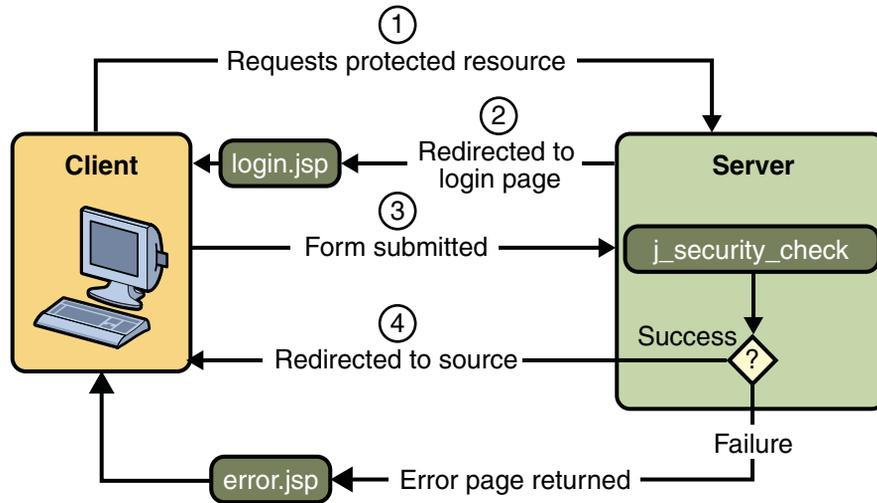 1
Requests protected resource
2
Client
login.jsp
Redirected to
login page
Server
3
Form submitted
j_security_check
4
Success
Redirected to source
?
Failure
error.jsp
Error page returned